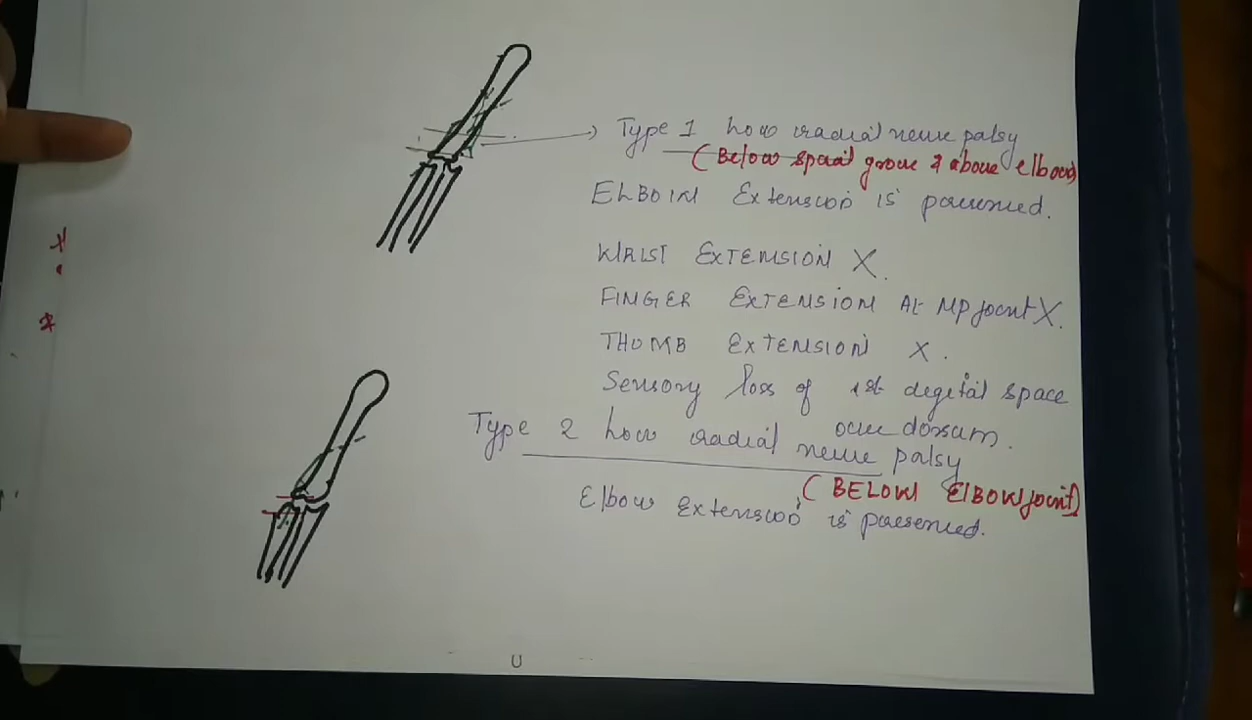 Type 1 low radial nerve palsy
(Below spiral grove & above elbow)
ELBOW Extension is preserved.
WRIST EXTENSION X.
FINGER EXTENSION At MP joint X.
THUMB EXTENSION X.
Sensory loss of 1st degital space
over dorsum.
Type 2 low radial nerve palsy
(BELOW ElBOW joint)
Elbow Extension is preserved.